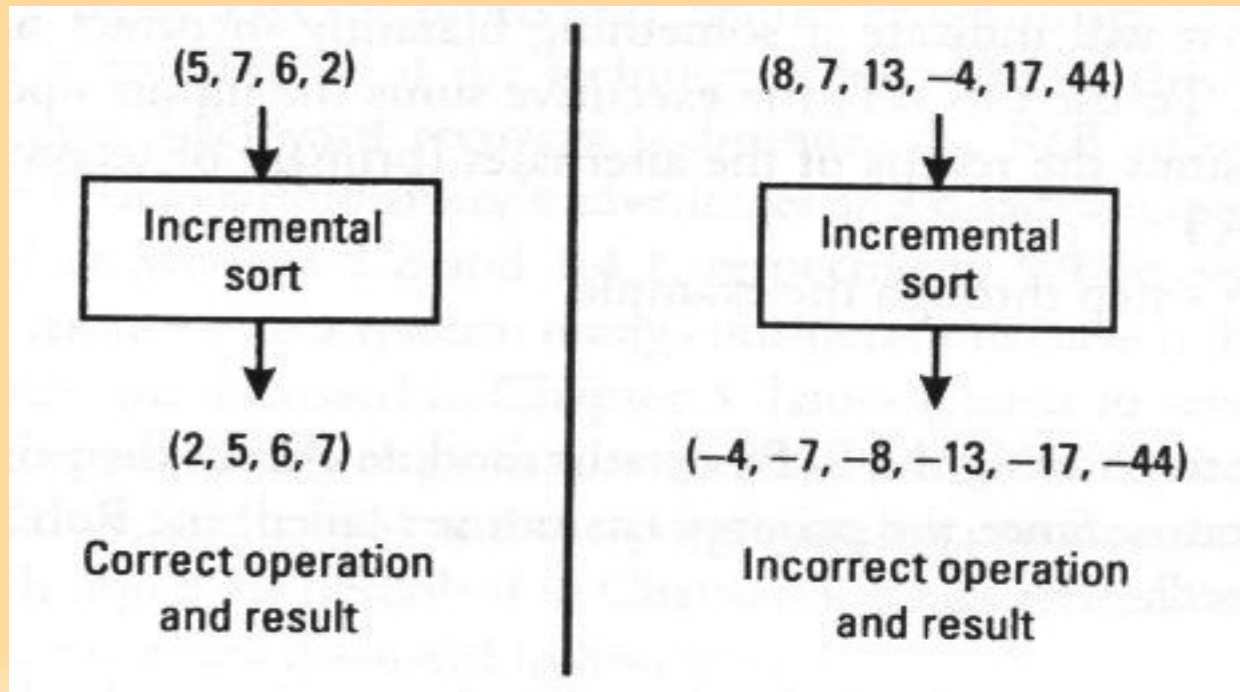 (5, 7, 6, 2)
Incremental
sort
(2, 5, 6, 7)
Correct operation
and result
(8, 7, 13, –4, 17, 44)
Incremental
sort
(–4, –7, –8, –13, –17, –44)
Incorrect operation
and result